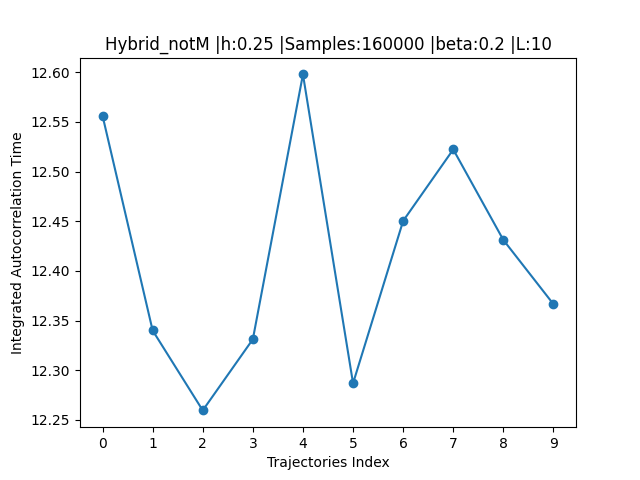 Hybrid_notM |h:0.25 |Samples:160000 |beta:0.2 |L:10
Integrated Autocorrelation Time
12.60
12.55
12.50
12.45
12.40
12.35
12.30
12.25
0 1 2 3 4 5 6 7 8 9
Trajectories Index